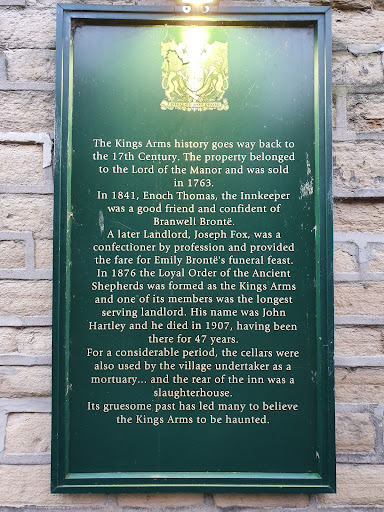 The Kings Arms history goes way back to
the 17th Century. The property belonged
to the Lord of the Manor and was sold
in 1763.
In 1841, Enoch Thomas, the Innkeeper
was a good friend and confident of
Branwell Brontë.
A later Landlord, Joseph Fox, was a
confectioner by profession and provided
the fare for Emily Brontë's funeral feast.
In 1876 the Loyal Order of the Ancient
Shepherds was formed as the Kings Arms
and one of its members was the longest
serving landlord. His name was John
Hartley and he died in 1907, having been
there for 47 years.
For a considerable period, the cellars were
also used by the village undertaker as a
mortuary... and the rear of the inn was a
slaughterhouse.
Its gruesome past has led many to believe
the Kings Arms to be haunted.